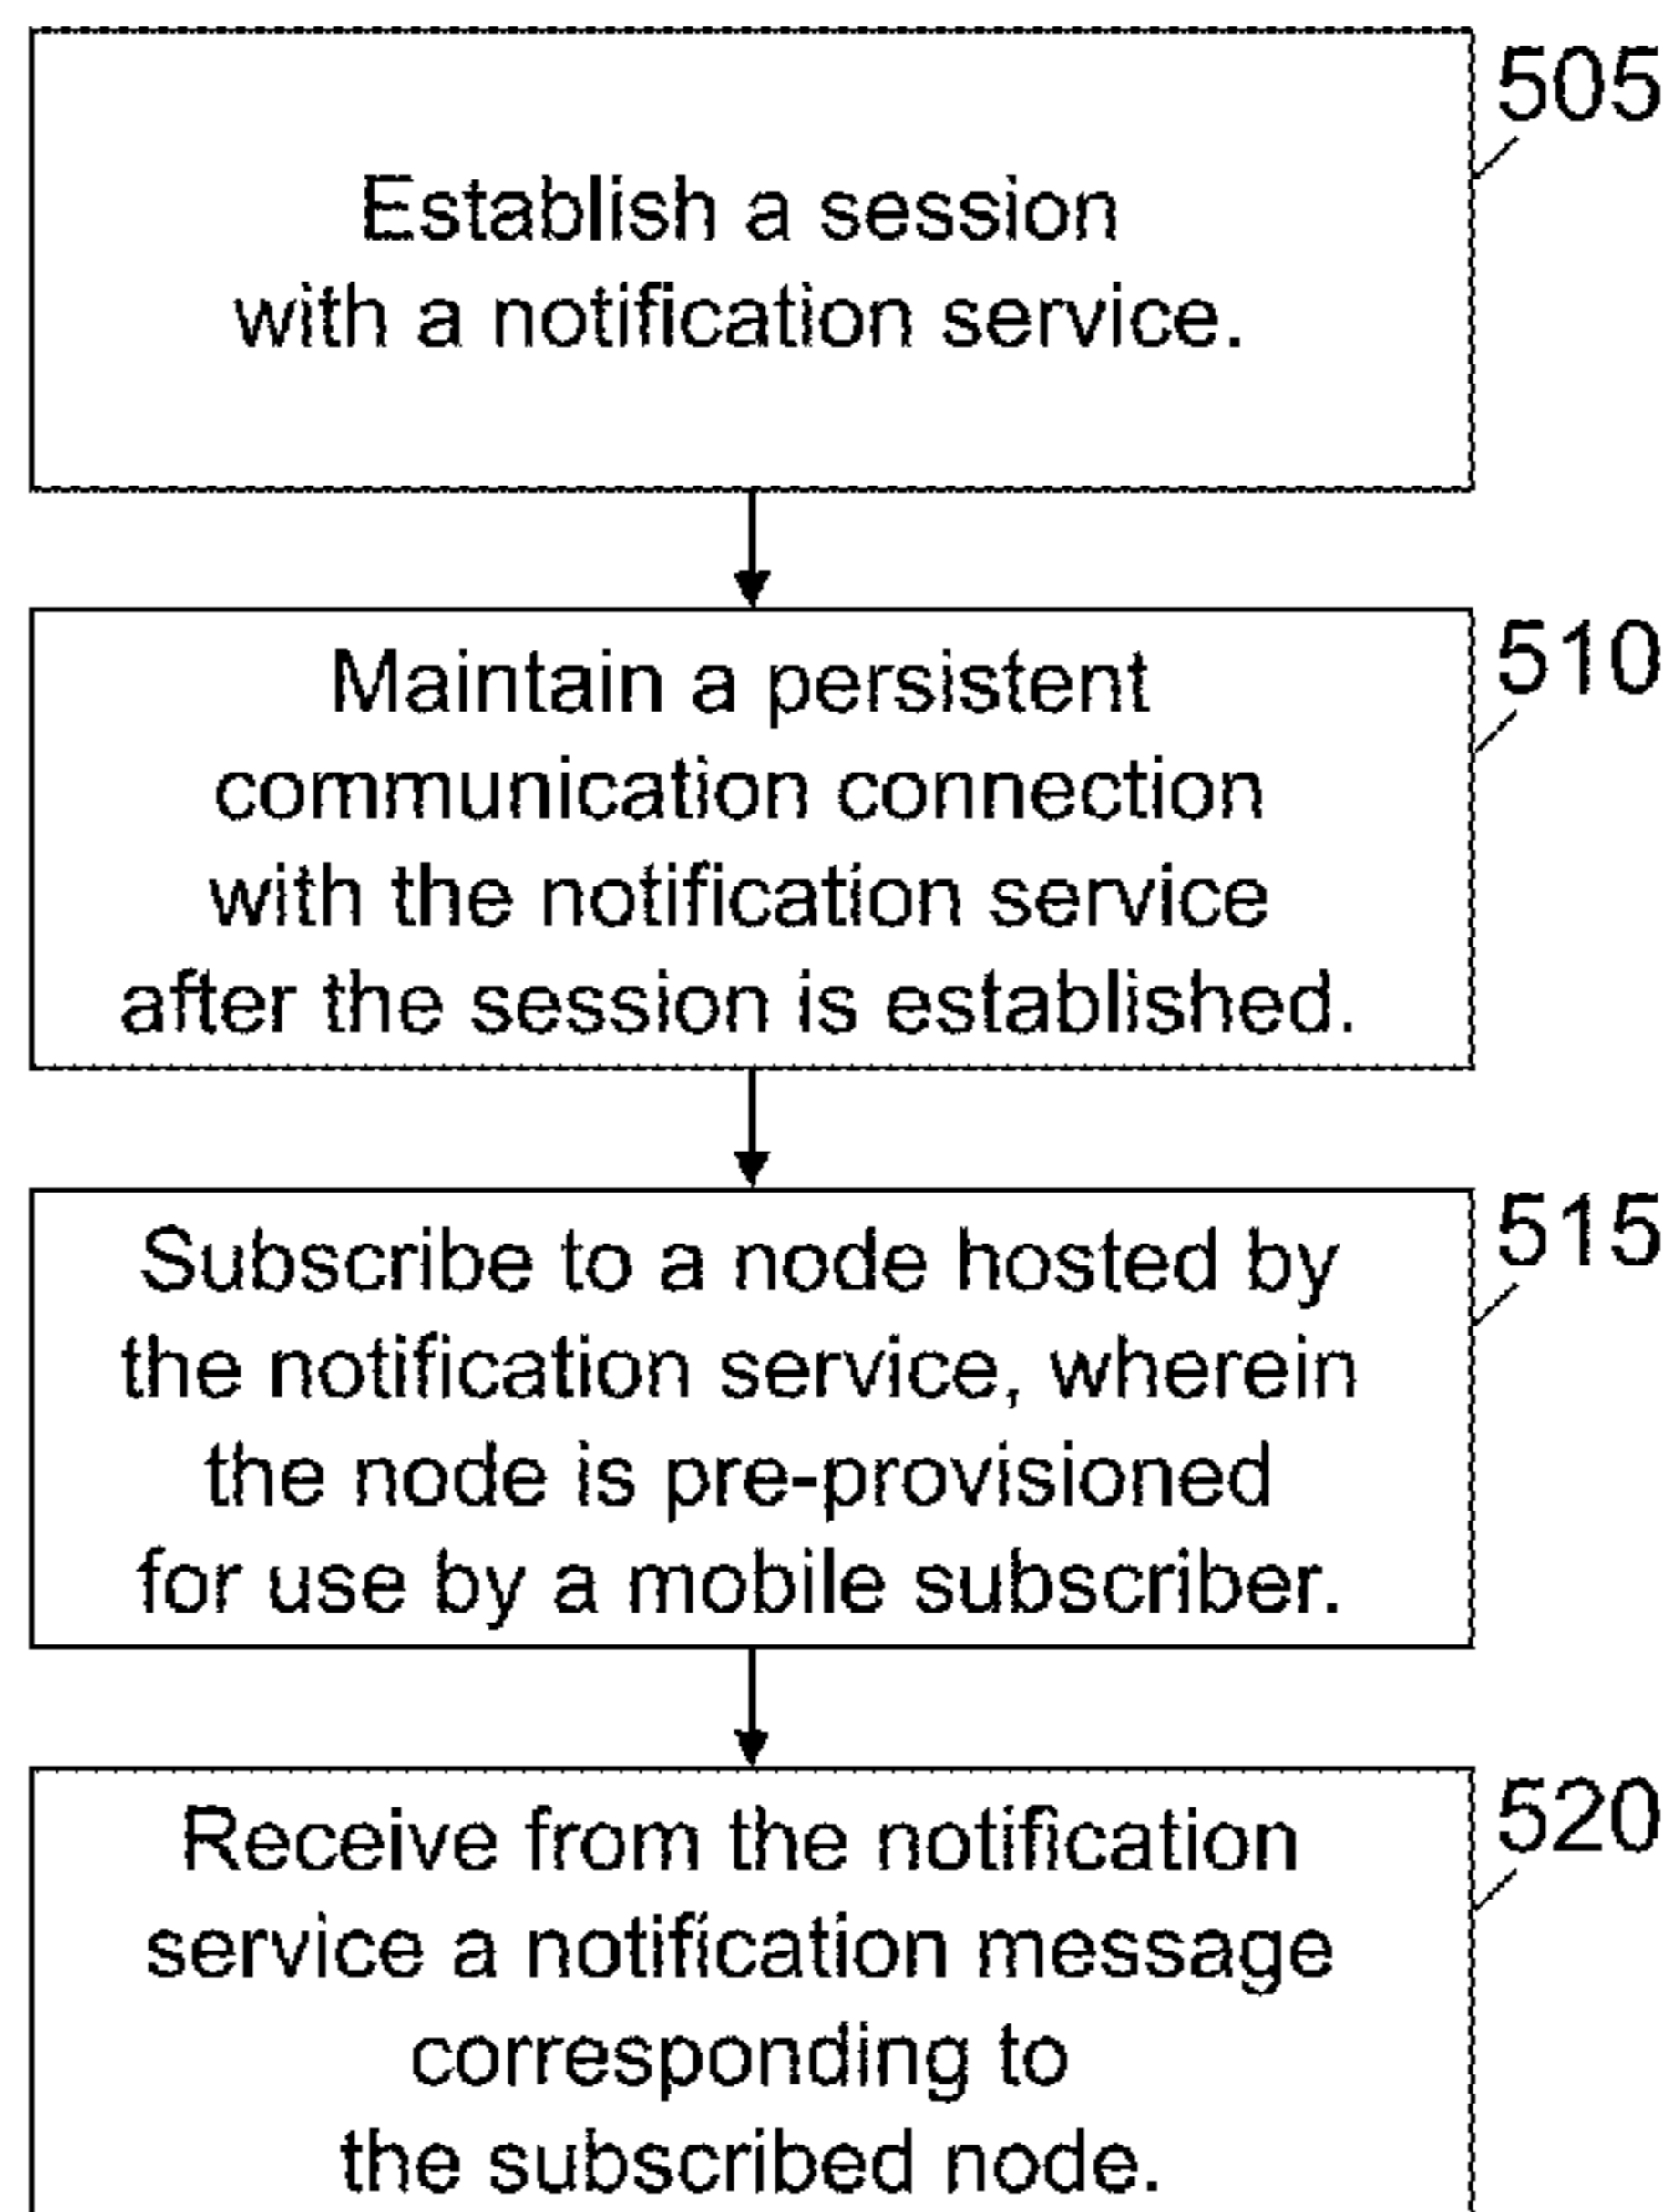 505
Establish a session
with a notification service.
510
Maintain a persistent
communication connection
with the notification service
after the session is established.
515
Subscribe to a node hosted by
the notification service, wherein
the node is pre-provisioned
for use by a mobile subscriber.
520
Receive from the notification
service a notification message
corresponding to
the subscribed node.